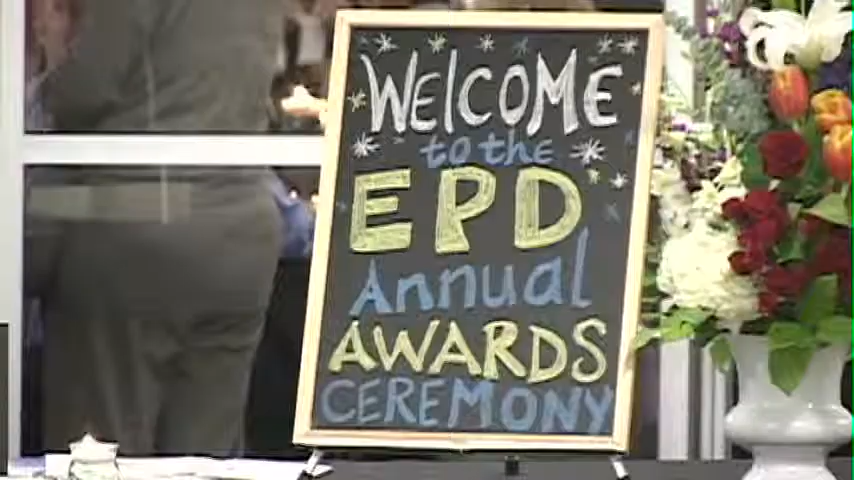 WELCOME
to the
EPD
Annual
AWARDS
CEREMONY